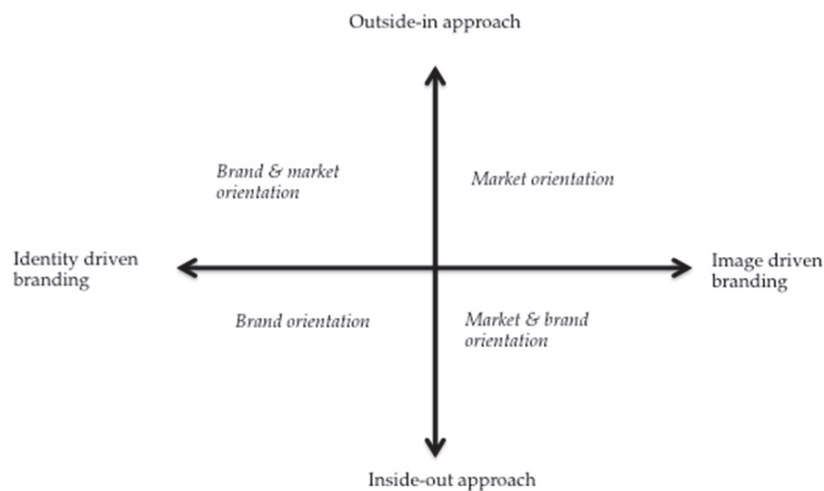 Outside-in approach
Brand & market
orientation
Market orientation
Identity driven
branding
Image driven
branding
Brand orientation
Market & brand
orientation
Inside-out approach